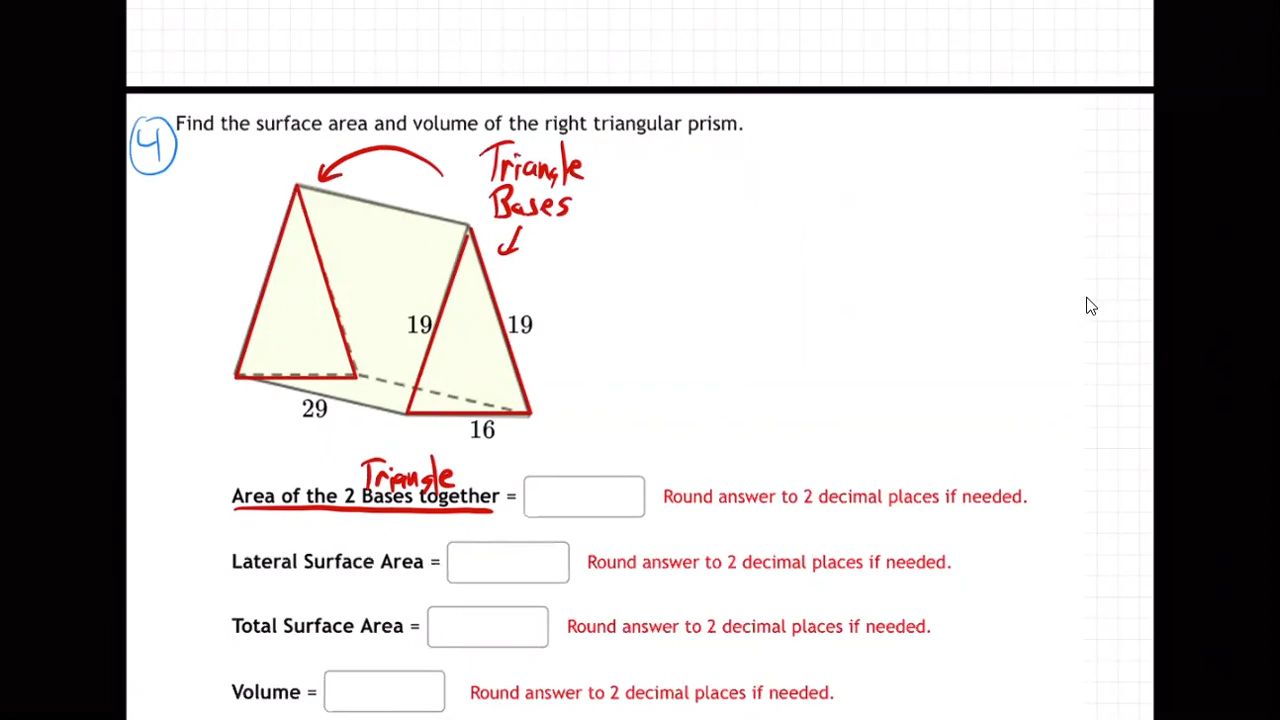 4
Find the surface area and volume of the right triangular prism.
Triangle
Bases
19
19
29
16
Triangle
Area of the 2 Bases together =
Round answer to 2 decimal places if needed.
Lateral Surface Area =
Round answer to 2 decimal places if needed.
Total Surface Area =
Round answer to 2 decimal places if needed.
Volume =
Round answer to 2 decimal places if needed.